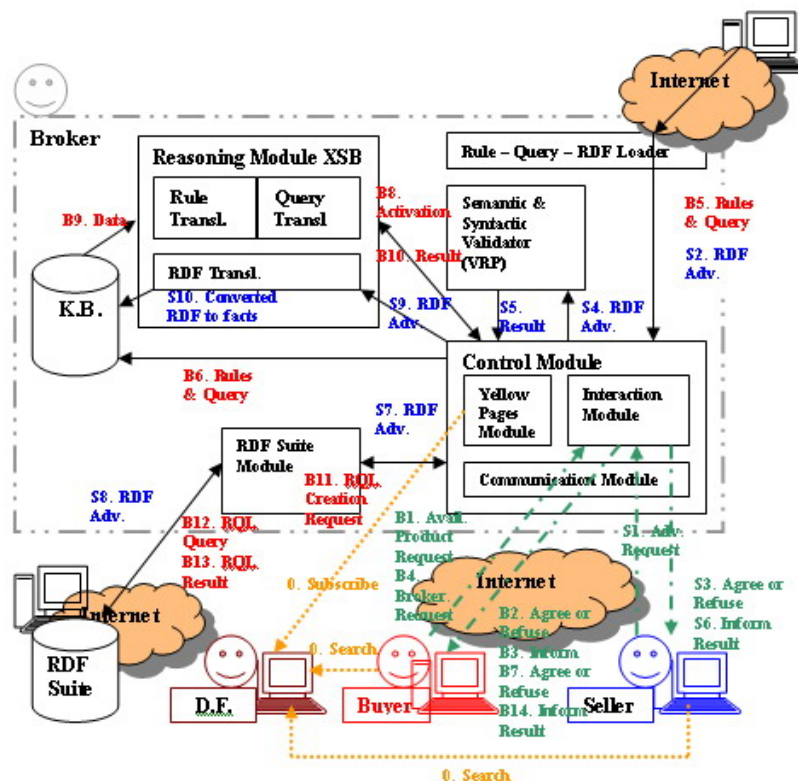 Internet
Broker
Reasoning Module XSB
Rule
Transl.
Query
Transl
RDF Transl.
Rule – Query – RDF Loader
Semantic &
Syntactic
Validator
(VRP)
B8.
Activation
B10. Result
B5. Rules
& Query
S2. RDF
Adv.
B9. Data
K.B.
S10. Converted
RDF to facts
S9. RDF
Adv.
S5.
Result
S4. RDF
Adv.
B6. Rules
& Query
Control Module
Yellow
Pages
Module
Interaction
Module
Communication Module
S7. RDF
Adv.
RDF Suite
Module
B11. RQL
Creation
Request
S8. RDF
Adv.
B12. RQL
Query
B13. RQL
Result
B1. Avail.
Product
Request
B4.
Broker
Request
S1. Adv.
Request
0. Subscribe
Internet
Internet
B2. Agree or
Refuse
B3. Inform
B7. Agree or
Refuse
B14. Inform
Result
S3. Agree or
Refuse
S6. Inform
Result
0. Search
RDF
Suite
D.F.
Buyer
Seller
0. Search